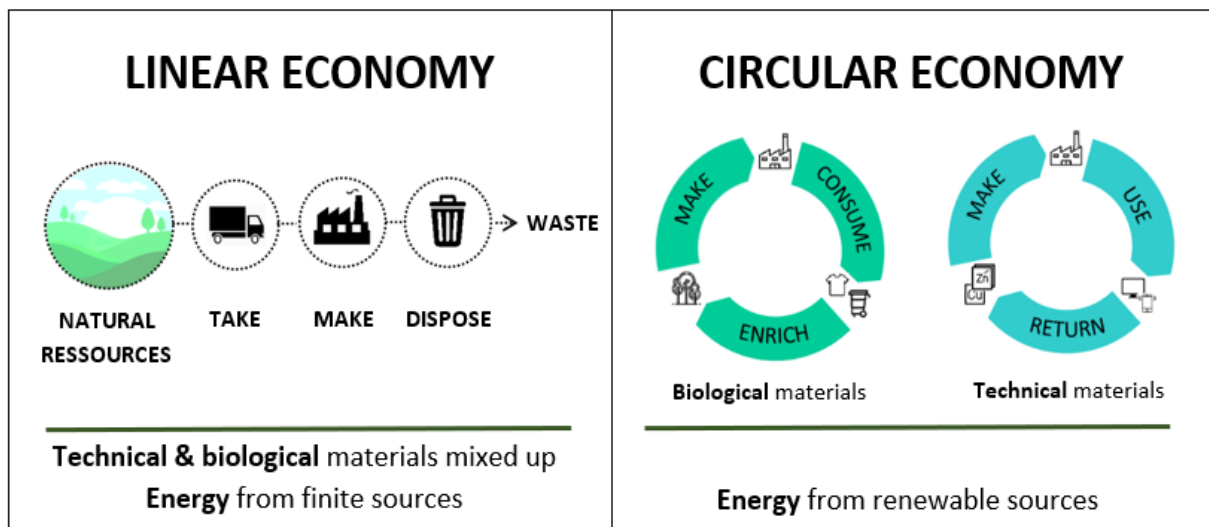 LINEAR ECONOMY
NATURAL
RESSOURCES
TAKE
MAKE
DISPOSE
WASTE
Technical & biological materials mixed up
Energy from finite sources
CIRCULAR ECONOMY
MAKE
CONSUME
ENRICH
Biological materials
MAKE
USE
Zn
Cu
RETURN
Technical materials
Energy from renewable sources